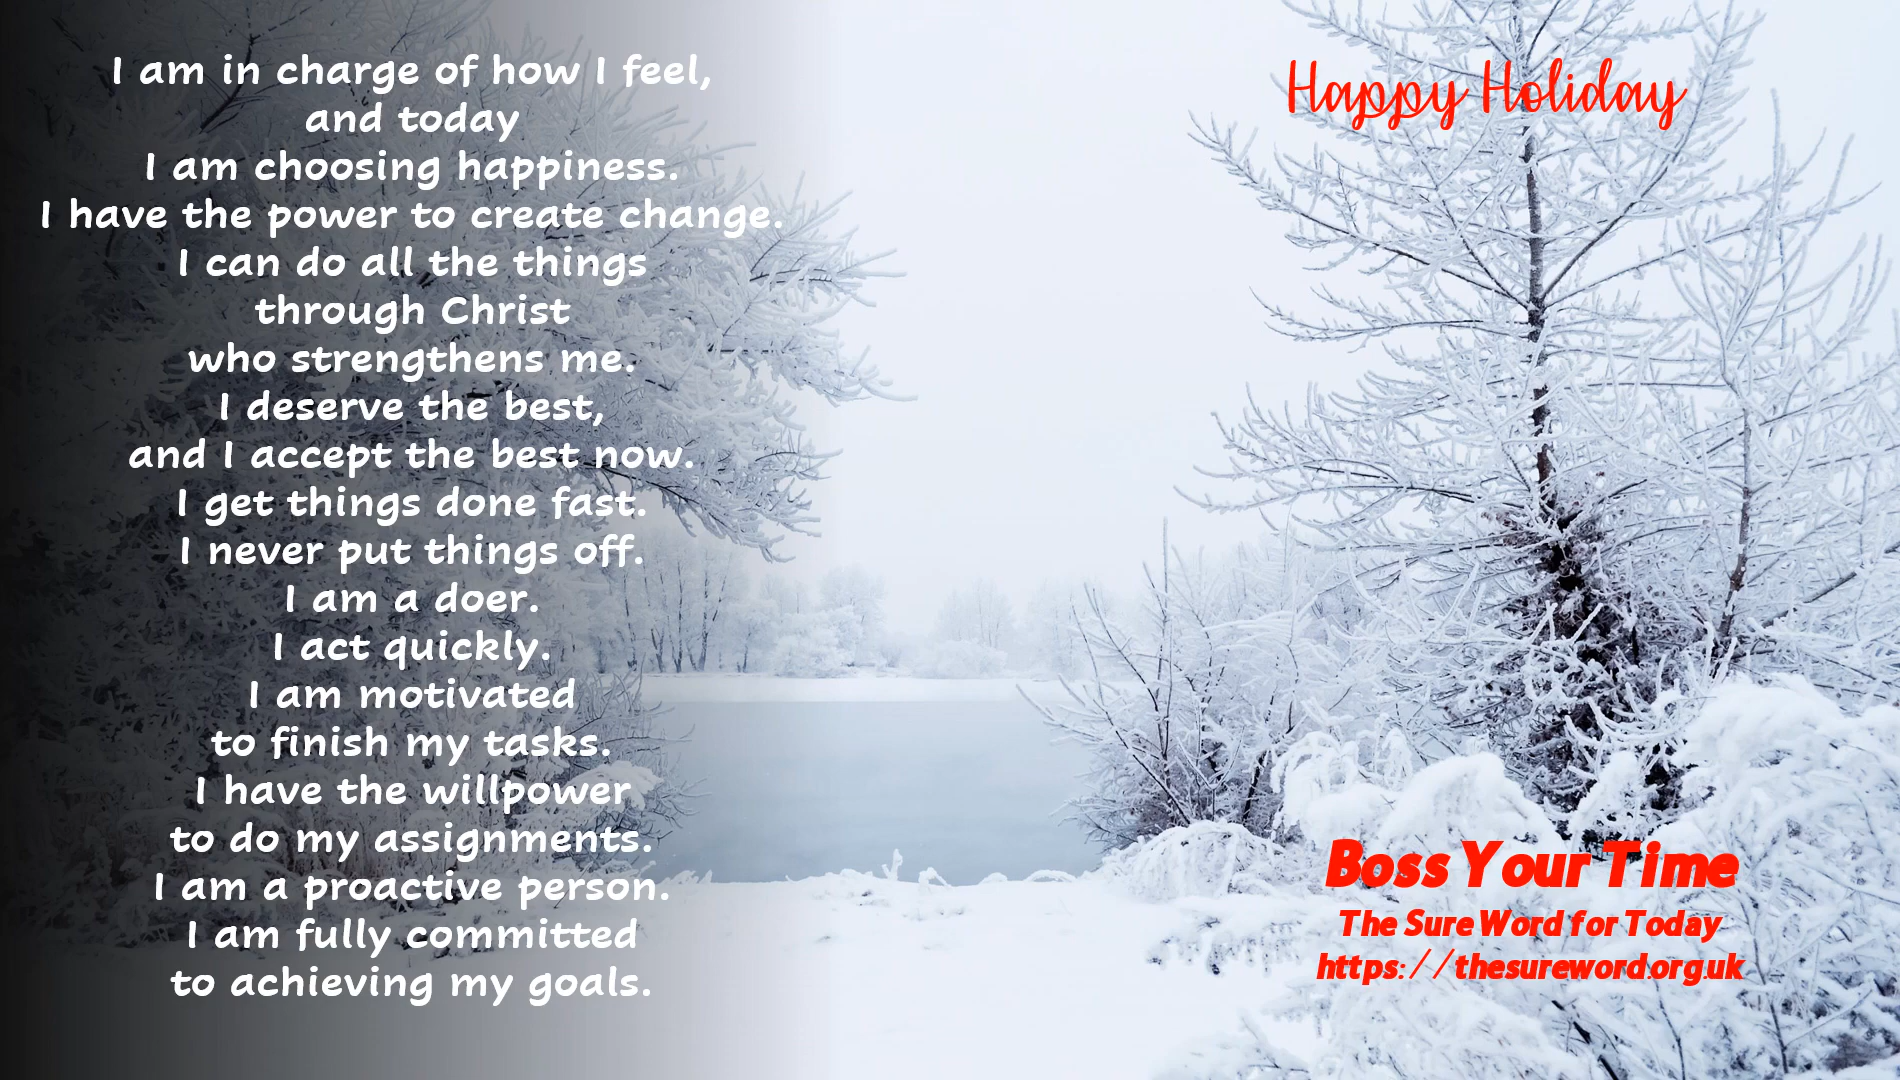 I am in charge of how I feel,
and today
I am choosing happiness.
I have the power to create change.
I can do all the things
through Christ
who strengthens me.
I deserve the best,
and I accept the best now.
I get things done fast.
I never put things off.
I am a doer.
I act quickly.
I am motivated
to finish my tasks.
I have the willpower
to do my assignments.
I am a proactive person.
I am fully committed
to achieving my goals.
Happy Holiday
Boss Your Time
The Sure Word for Today
https://thesureword.org.uk